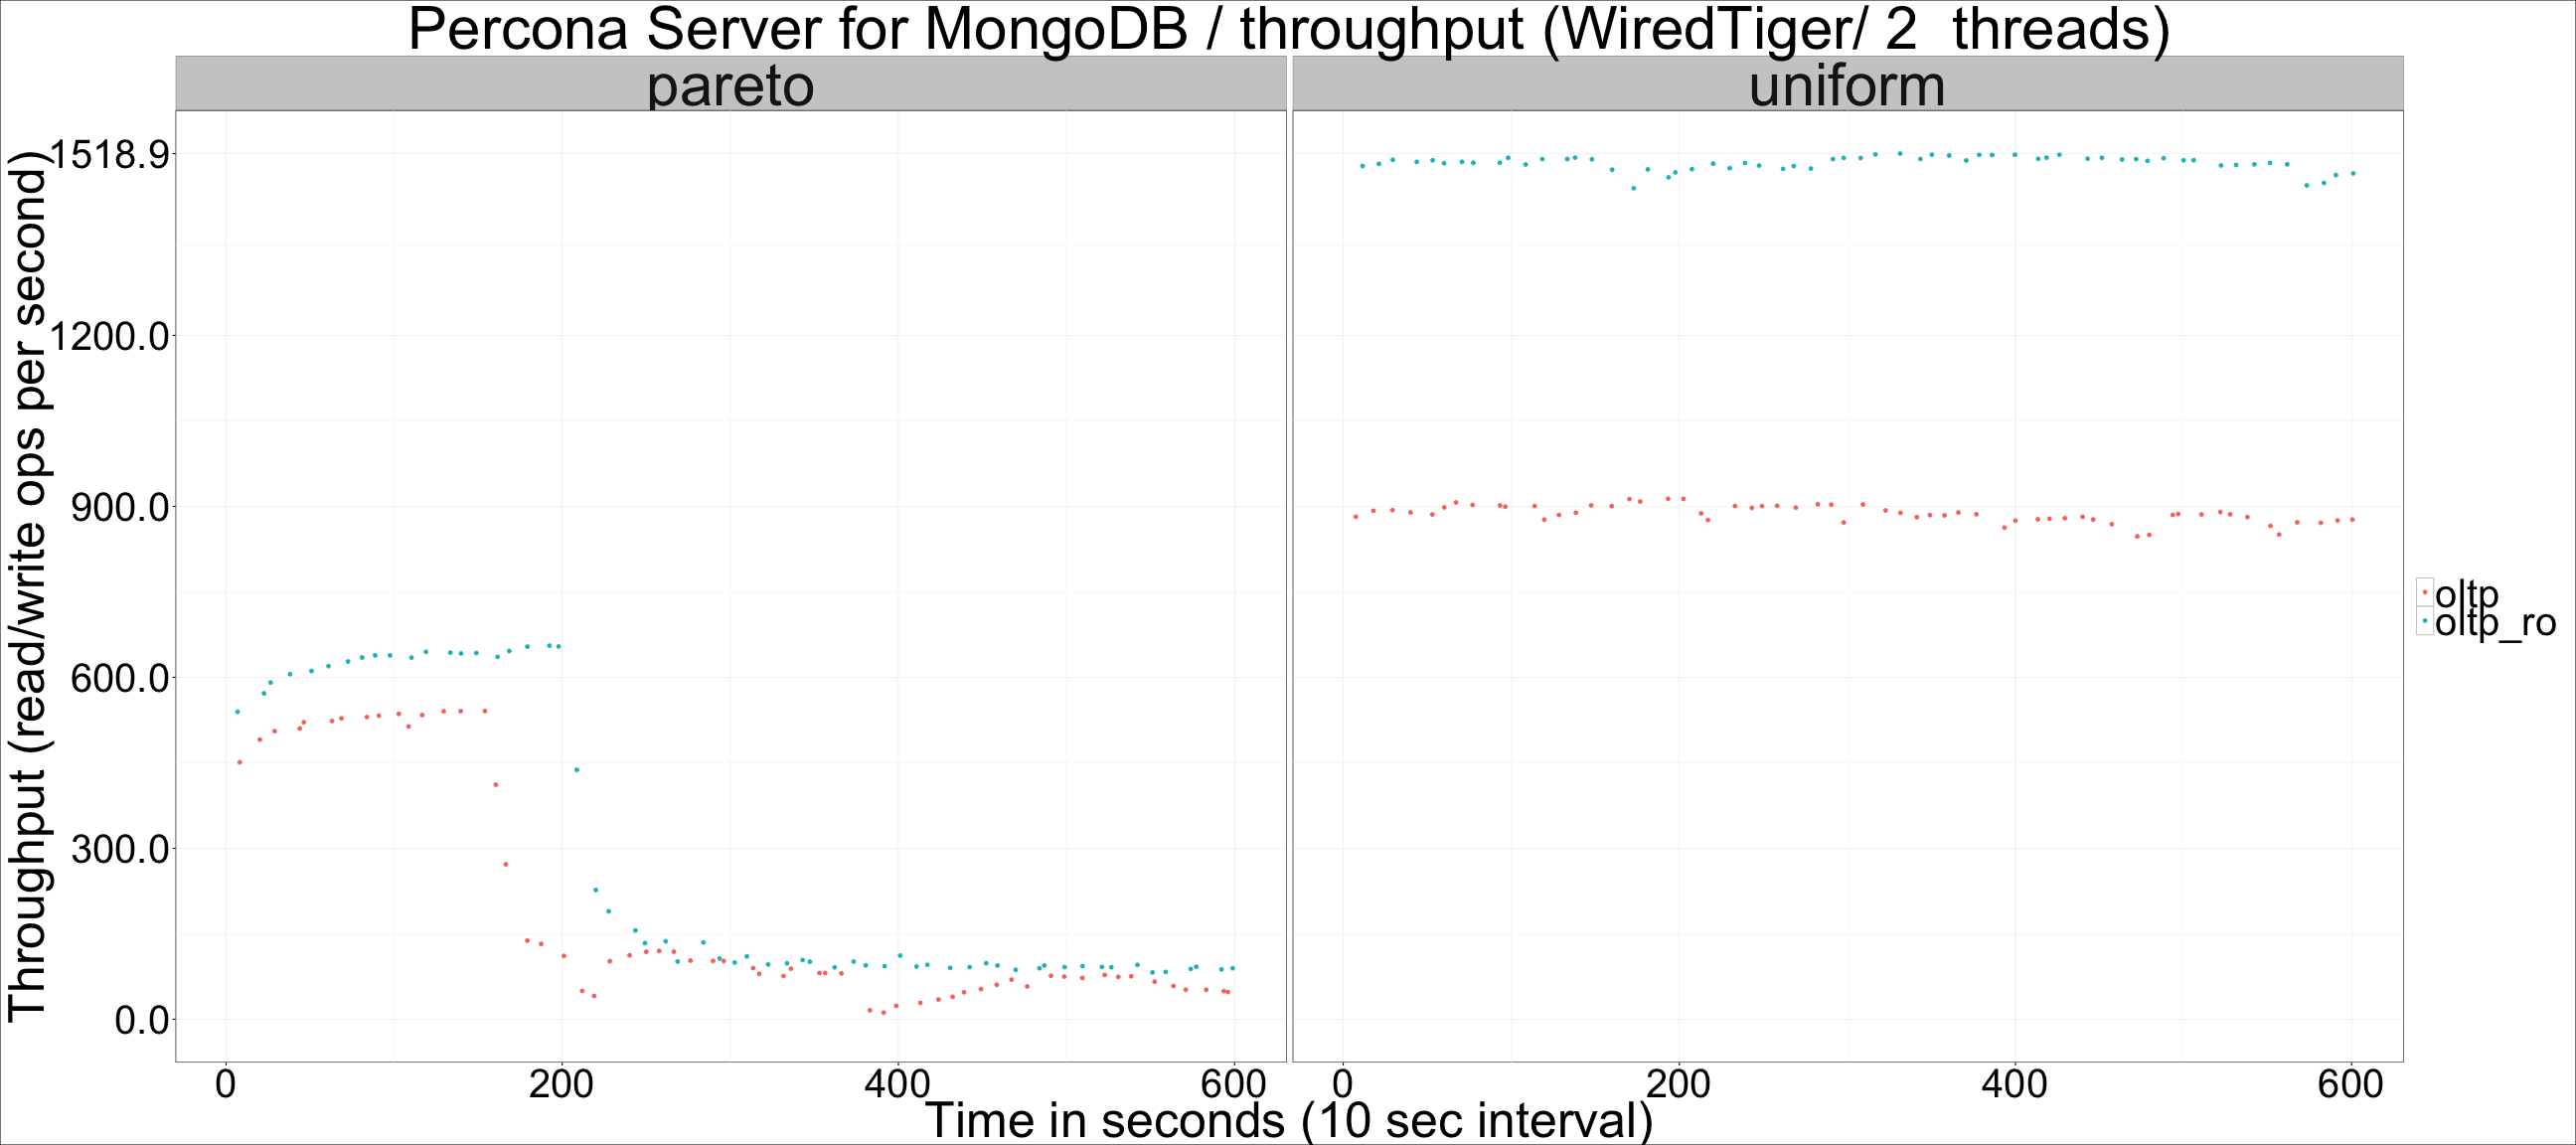 Percona Server for MongoDB / throughput (WiredTiger/ 2  threads)
pareto
uniform
Throughput (read/write ops per second)
1518.9
1200.0
900.0
600.0
300.0
0.0
oltp
oltp_ro
0 200 400 600
0 200 400 600
Time in seconds (10 sec interval)